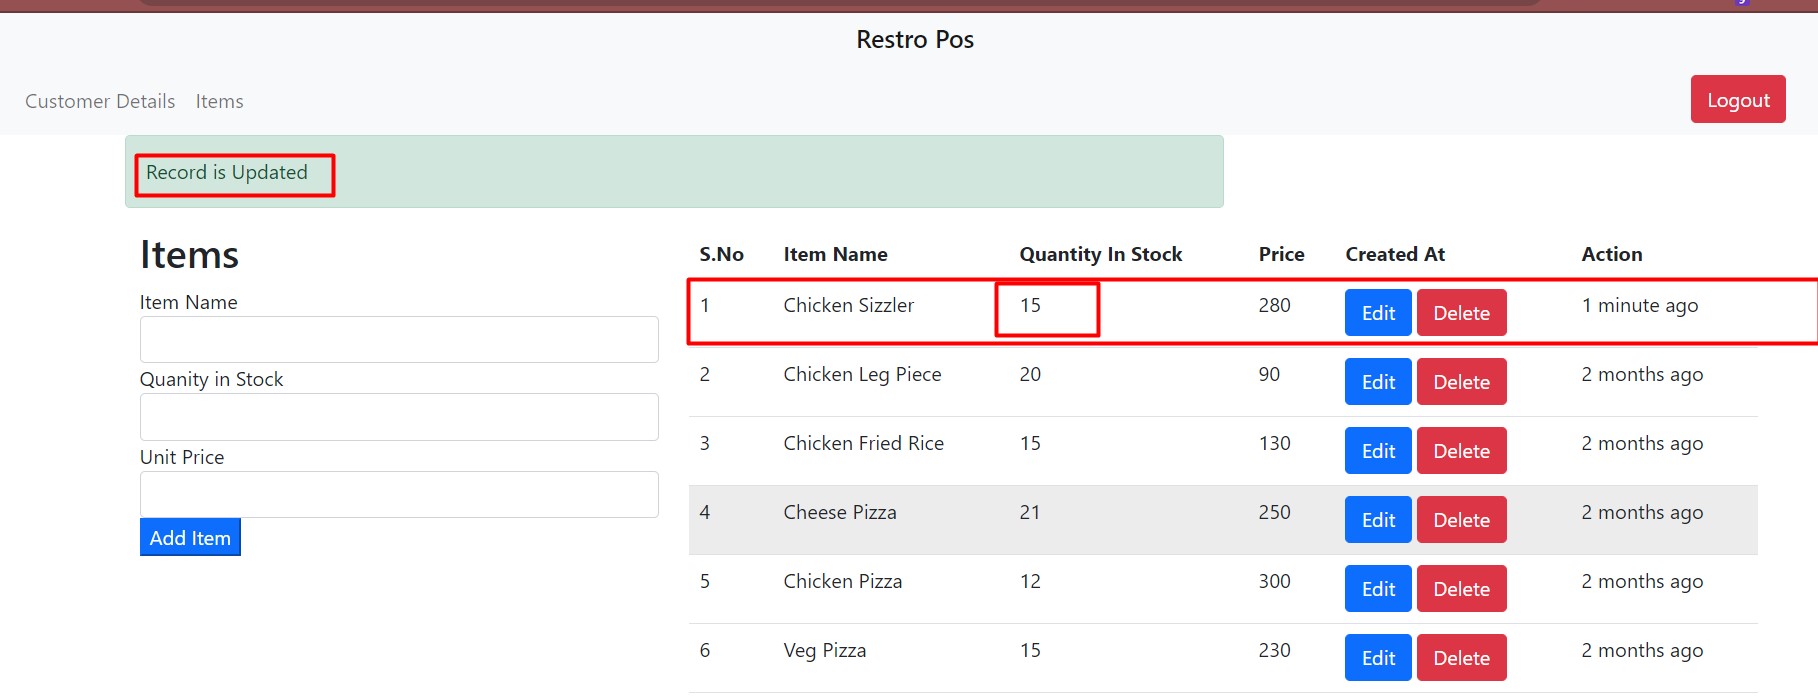 Restro Pos
Customer Details Items
Logout
Record is Updated
Items
Item Name
Quanity in Stock
Unit Price
Add Item
S.No Item Name Quantity In Stock Price Created At Action
1 Chicken Sizzler 15 280 Edit Delete 1 minute ago
2 Chicken Leg Piece 20 90 Edit Delete 2 months ago
3 Chicken Fried Rice 15 130 Edit Delete 2 months ago
4 Cheese Pizza 21 250 Edit Delete 2 months ago
5 Chicken Pizza 12 300 Edit Delete 2 months ago
6 Veg Pizza 15 230 Edit Delete 2 months ago